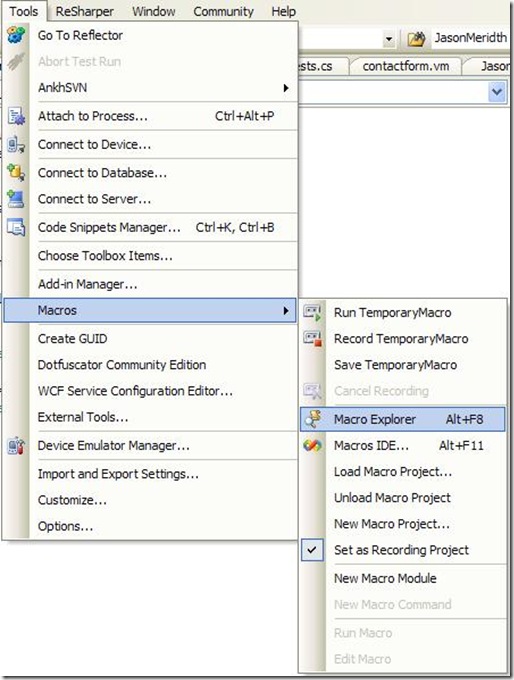 Tools ReSharper Window Community Help
JasonMeridth
sts.cs contactform.vm Jason
Go To Reflector
Abort Test Run
AnkhSVN
Attach to Process... Ctrl+Alt+P
Connect to Device...
Connect to Database...
Connect to Server...
Code Snippets Manager... Ctrl+K, Ctrl+B
Choose Toolbox Items...
Add-in Manager...
Macros
Create GUID
Dotfuscator Community Edition
WCF Service Configuration Editor...
External Tools...
Device Emulator Manager...
Import and Export Settings...
Customize...
Options...
Run TemporaryMacro
Record TemporaryMacro
Save TemporaryMacro
Cancel Recording
Macro Explorer Alt+F8
Macros IDE... Alt+F11
Load Macro Project...
Unload Macro Project
New Macro Project...
Set as Recording Project
New Macro Module
New Macro Command
Run Macro
Edit Macro